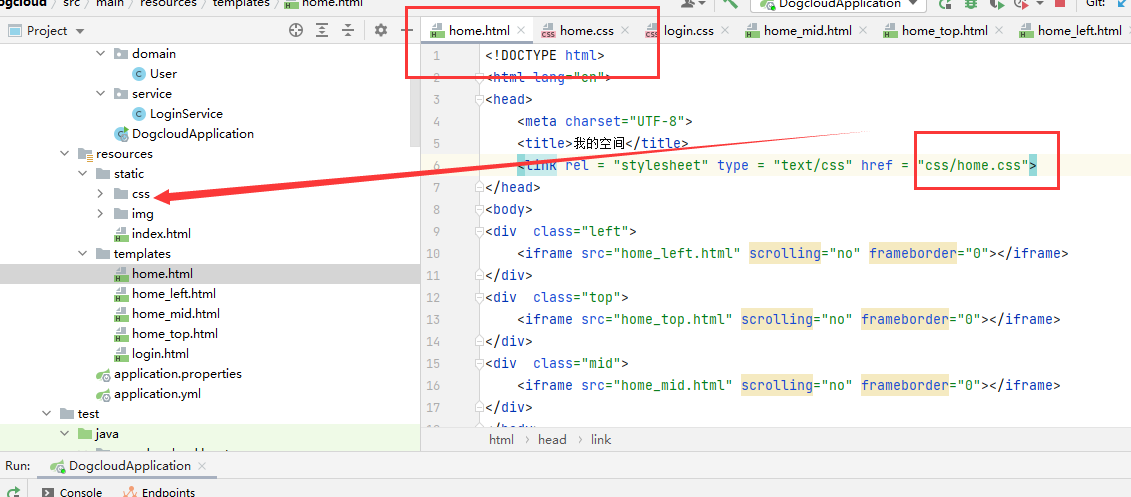 ogcloud / src / main / resources / templates / home.html
DogcloudApplication
Git:
Project
home.html
home.css
login.css
home_mid.html
home_top.html
home_left.html
domain
User
service
LoginService
DogcloudApplication
resources
static
css
img
index.html
templates
home.html
home_left.html
home_mid.html
home_top.html
login.html
application.properties
application.yml
test
java
1 <!DOCTYPE html>
2 <html lang="en">
3 <head>
4 <meta charset="UTF-8">
5 <title>我的空间</title>
6 <link rel = "stylesheet" type = "text/css" href = "css/home.css">
7 </head>
8 <body>
9 <div  class="left">
10 <iframe src="home_left.html" scrolling="no" frameborder="0"></iframe>
11 </div>
12 <div  class="top">
13 <iframe src="home_top.html" scrolling="no" frameborder="0"></iframe>
14 </div>
15 <div  class="mid">
16 <iframe src="home_mid.html" scrolling="no" frameborder="0"></iframe>
17 </div>
html › head › link
Run:
DogcloudApplication
Console
Endpoints